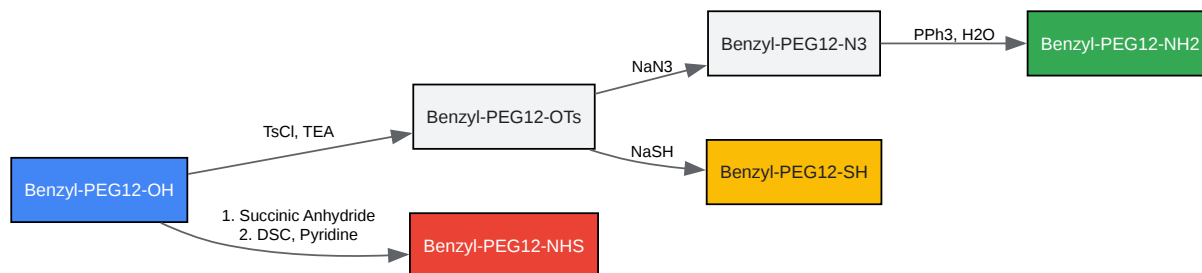 Benzyl-PEG12-N3
PPh3, H2O
Benzyl-PEG12-NH2
NaN3
Benzyl-PEG12-OTs
TsCl, TEA
NaSH
Benzyl-PEG12-SH
Benzyl-PEG12-OH
1. Succinic Anhydride
2. DSC, Pyridine
Benzyl-PEG12-NHS